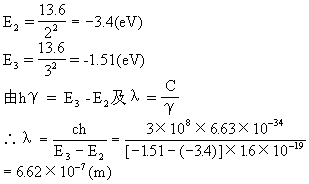 E₂ = 13.6/2² = −3.4(eV)
E₃ = 13.6/3² = -1.51(eV)
由hγ = E₃ -E₂及λ = C/γ
∴ λ = ch/(E₃ − E₂) = 3×10⁸×6.63×10⁻³⁴/([−1.51−(−3.4)]×16×10⁻¹⁹)
= 6.62×10⁻⁷(m)